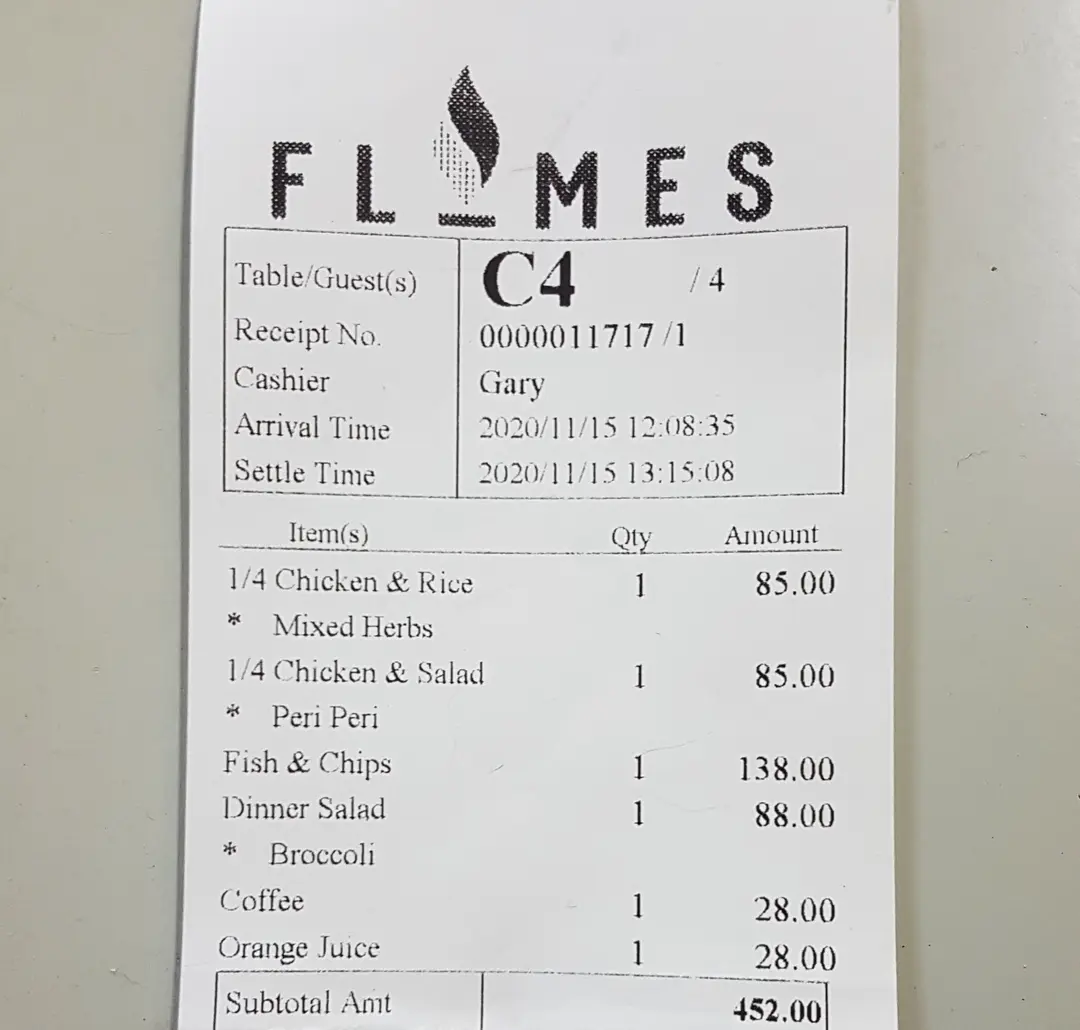 FLAMES
Table/Guest(s) C4 / 4
Receipt No. 0000011717 /1
Cashier Gary
Arrival Time 2020/11/15 12:08:35
Settle Time 2020/11/15 13:15:08
Item(s) Qty Amount
1/4 Chicken & Rice 1 85.00
* Mixed Herbs
1/4 Chicken & Salad 1 85.00
* Peri Peri
Fish & Chips 1 138.00
Dinner Salad 1 88.00
* Broccoli
Coffee 1 28.00
Orange Juice 1 28.00
Subtotal Amt 452.00